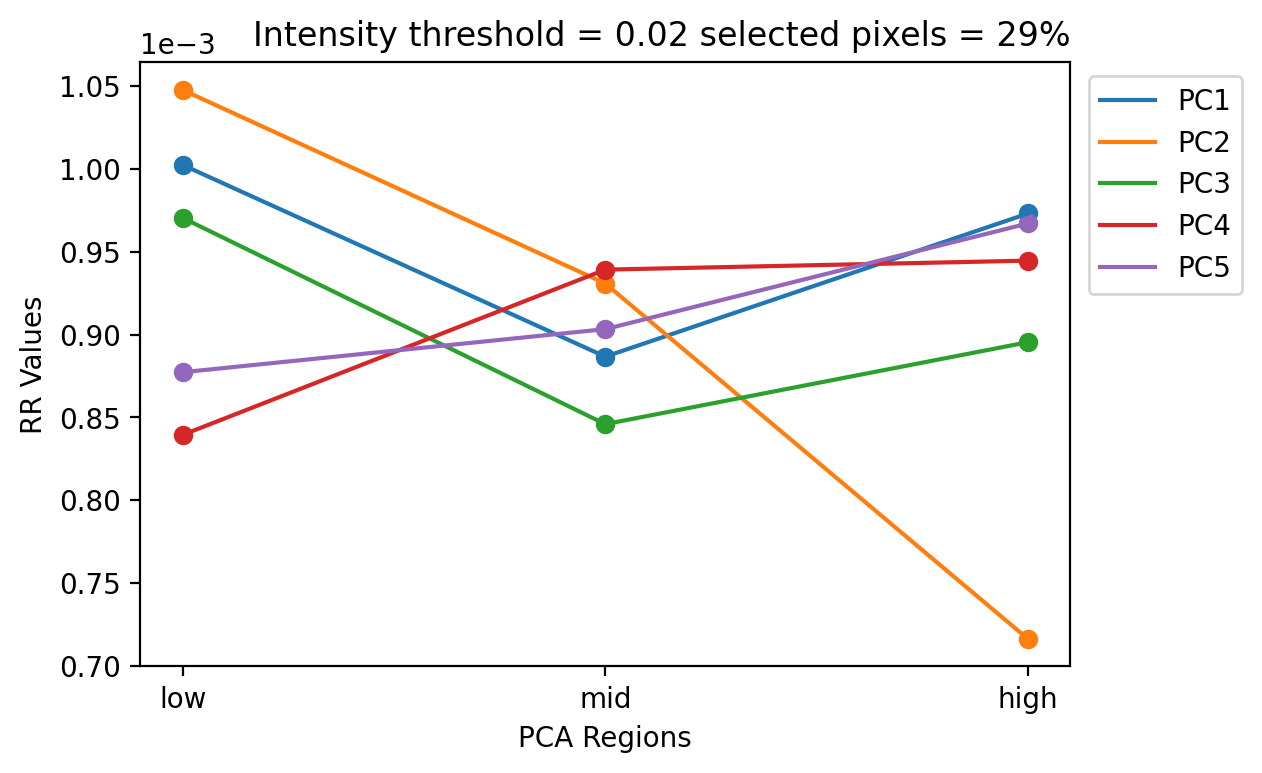 Intensity threshold = 0.02 selected pixels = 29%
1e−3
1.05
1.00
0.95
0.90
0.85
0.80
0.75
0.70
RR Values
low
mid
high
PCA Regions
PC1
PC2
PC3
PC4
PC5